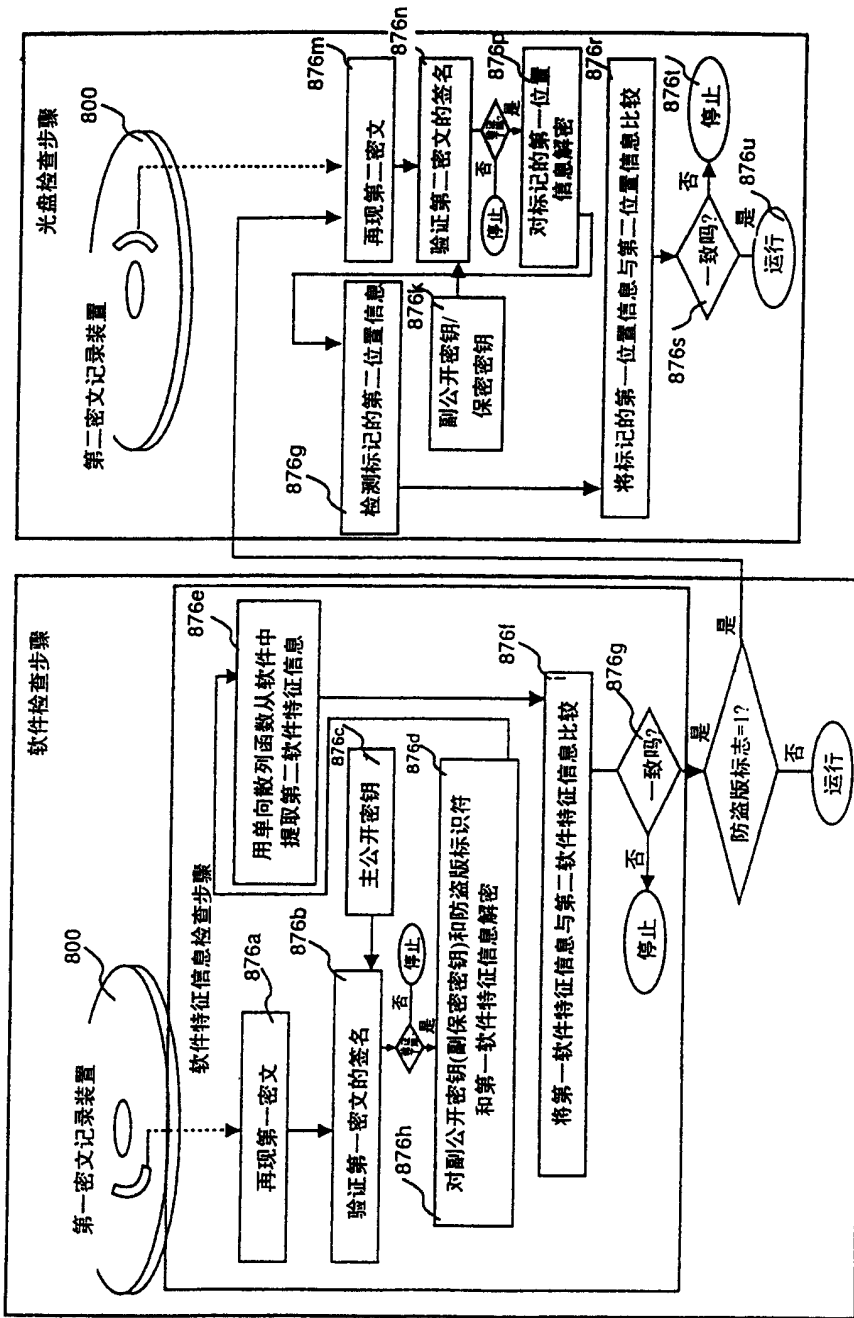 软件检查步骤
第一密文记录装置
800
软件特征信息检查步骤
876a
再现第一密文
876b
验证第一密文的签名
876c
主公开密钥
否
停止
是
876e
用单向散列函数从软件中
提取第二软件特征信息
876h
876d
对副公开密钥(副保密密钥)和防盗版标识符
和第一软件特征信息解密
876f
将第一软件特征信息与第二软件特征信息比较
876g
一致吗?
否
停止
是
防盗版标志=1?
是
否
运行
光盘检查步骤
第二密文记录装置
800
876m
再现第二密文
876n
验证第二密文的签名
876k
副公开密钥/
保密密钥
否
停止
是
876p
对标记的第一位置
信息解密
876g
检测标记的第二位置信息
876r
将标记的第一位置信息与第二位置信息比较
876s
一致吗?
否
876t
停止
是
876u
运行